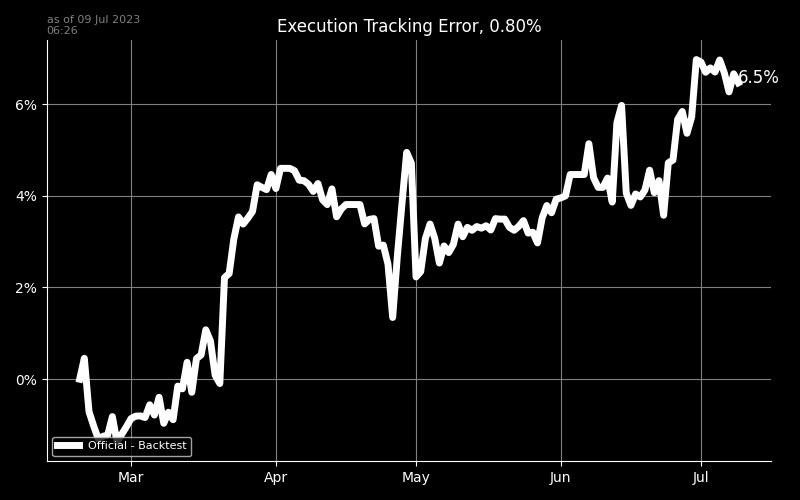 as of 09 Jul 2023
06:26
Execution Tracking Error, 0.80%
6.5%
6%
4%
2%
0%
Official - Backtest
Mar
Apr
May
Jun
Jul